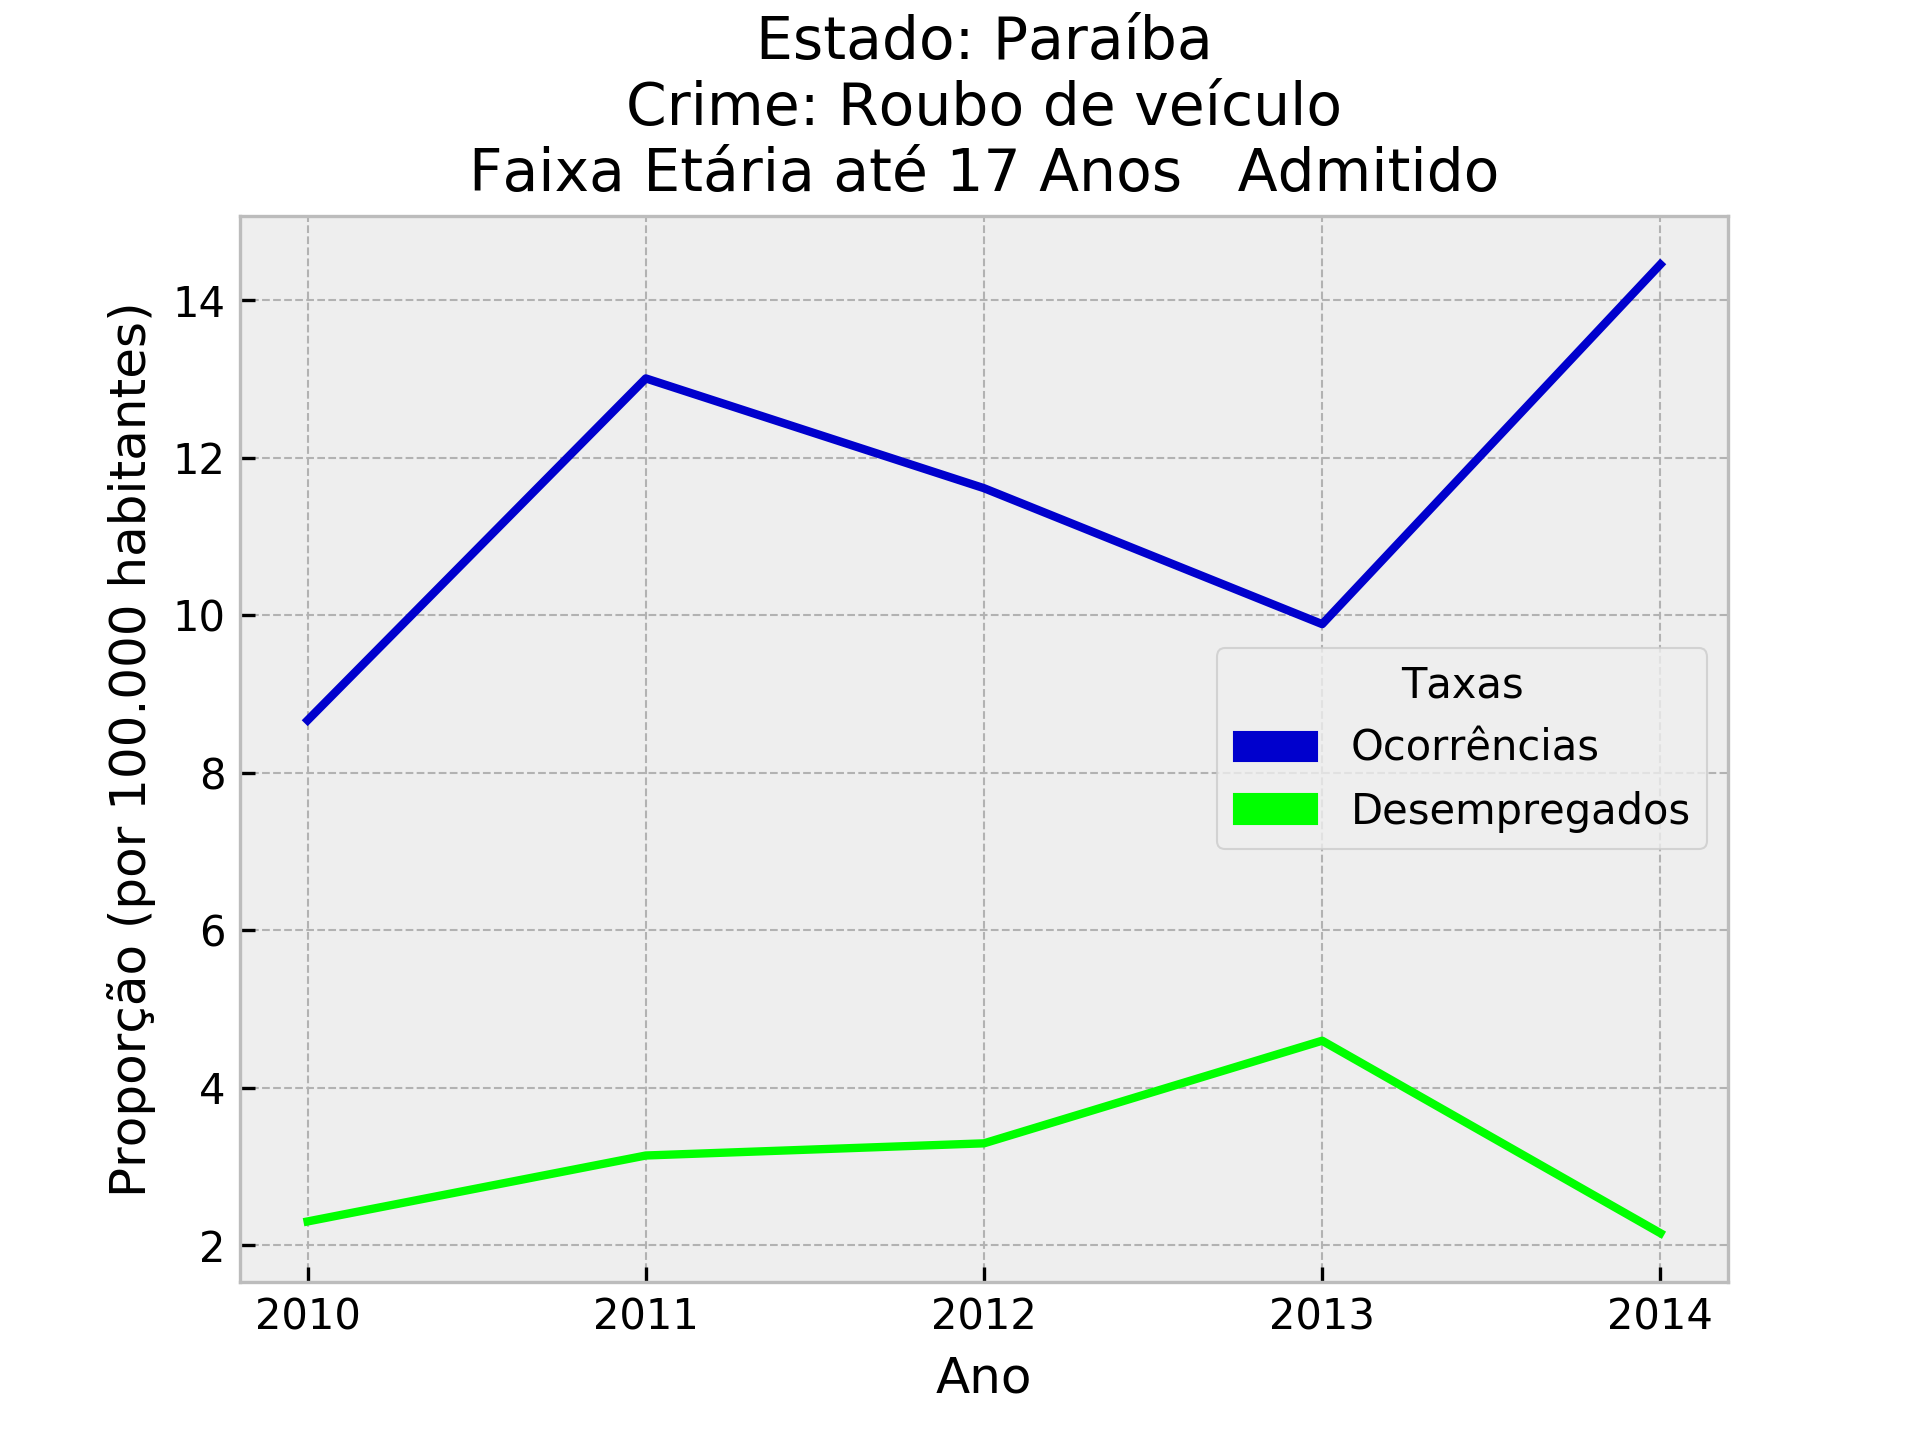 Estado: Paraíba
Crime: Roubo de veículo
Faixa Etária até 17 Anos   Admitido
Proporção (por 100.000 habitantes)
14
12
10
8
6
4
2
Taxas
Ocorrências
Desempregados
2010 2011 2012 2013 2014
Ano